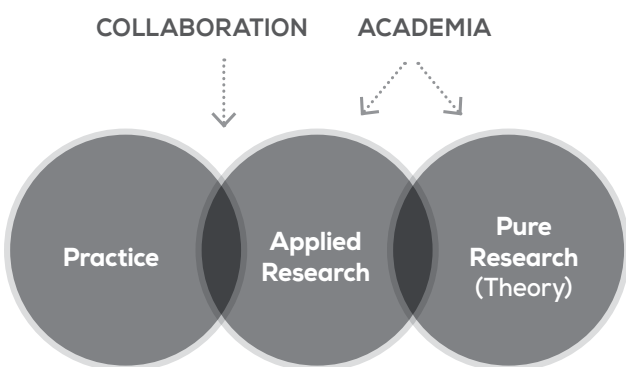 COLLABORATION ACADEMIA
Practice
Applied
Research
Pure
Research
(Theory)